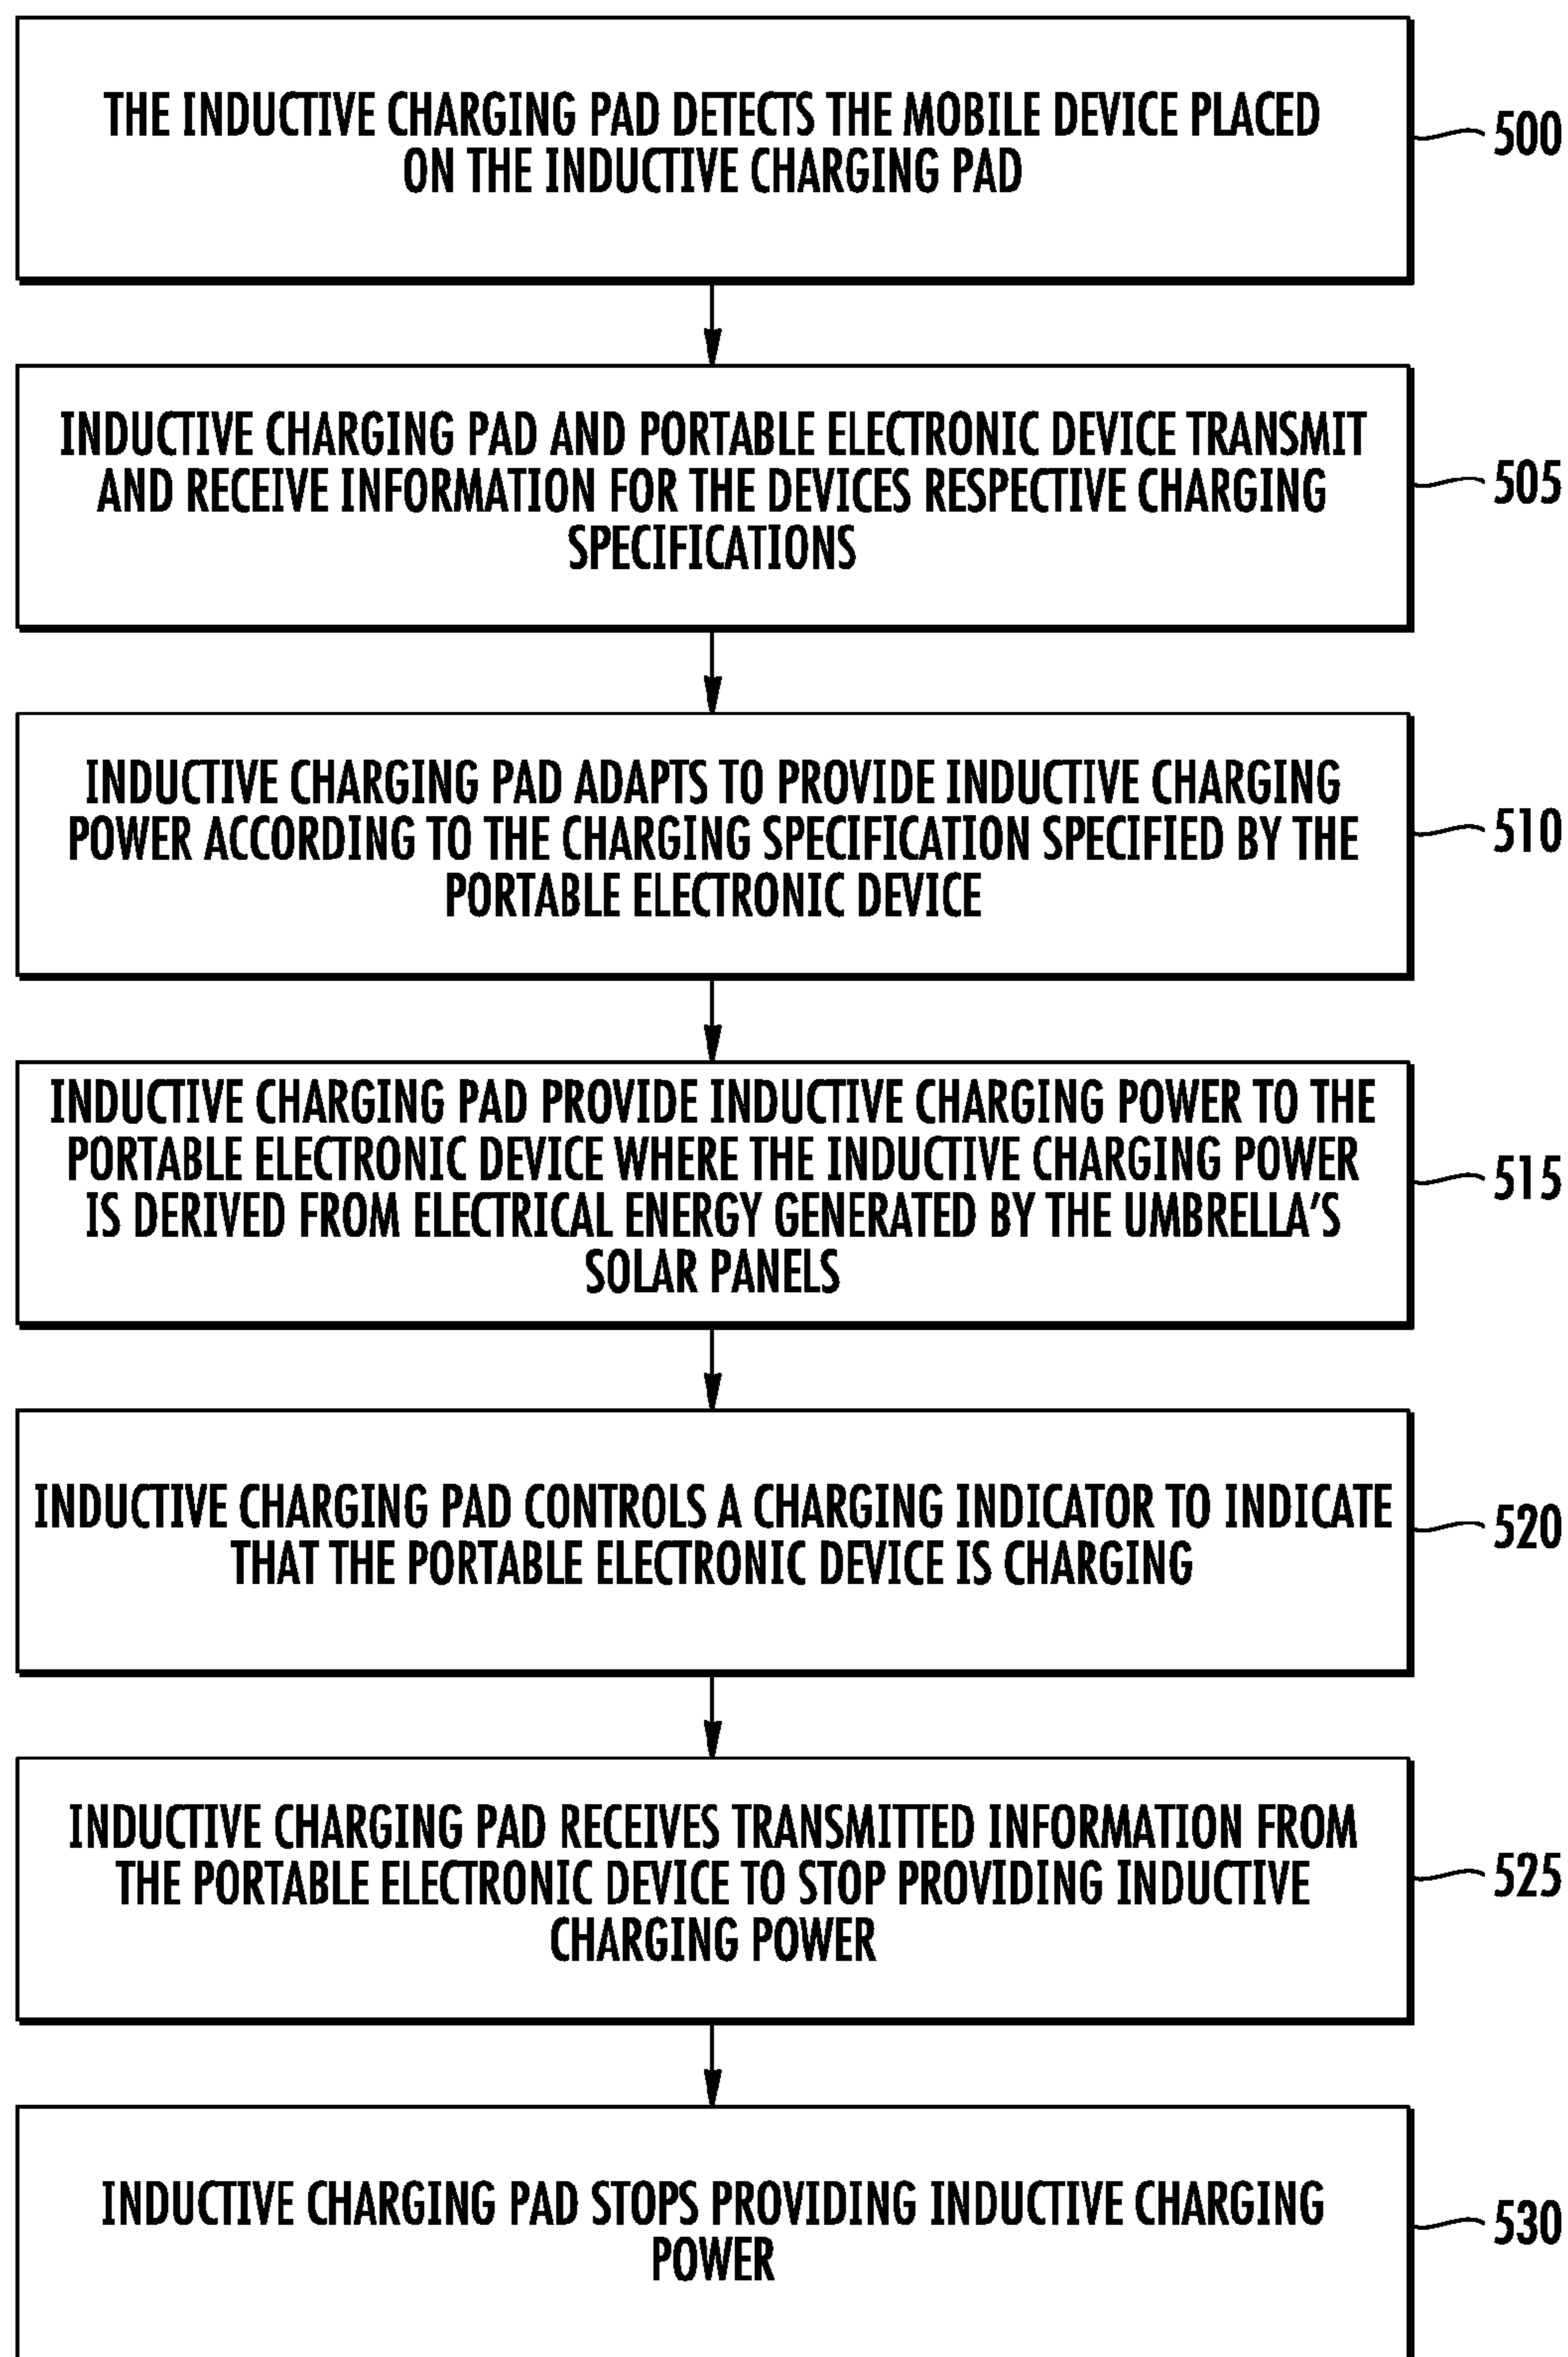 THE INDUCTIVE CHARGING PAD DETECTS THE MOBILE DEVICE PLACED
ON THE INDUCTIVE CHARGING PAD
500
INDUCTIVE CHARGING PAD AND PORTABLE ELECTRONIC DEVICE TRANSMIT
AND RECEIVE INFORMATION FOR THE DEVICES RESPECTIVE CHARGING
SPECIFICATIONS
505
INDUCTIVE CHARGING PAD ADAPTS TO PROVIDE INDUCTIVE CHARGING
POWER ACCORDING TO THE CHARGING SPECIFICATION SPECIFIED BY THE
PORTABLE ELECTRONIC DEVICE
510
INDUCTIVE CHARGING PAD PROVIDE INDUCTIVE CHARGING POWER TO THE
PORTABLE ELECTRONIC DEVICE WHERE THE INDUCTIVE CHARGING POWER
IS DERIVED FROM ELECTRICAL ENERGY GENERATED BY THE UMBRELLA'S
SOLAR PANELS
515
INDUCTIVE CHARGING PAD CONTROLS A CHARGING INDICATOR TO INDICATE
THAT THE PORTABLE ELECTRONIC DEVICE IS CHARGING
520
INDUCTIVE CHARGING PAD RECEIVES TRANSMITTED INFORMATION FROM
THE PORTABLE ELECTRONIC DEVICE TO STOP PROVIDING INDUCTIVE
CHARGING POWER
525
INDUCTIVE CHARGING PAD STOPS PROVIDING INDUCTIVE CHARGING
POWER
530